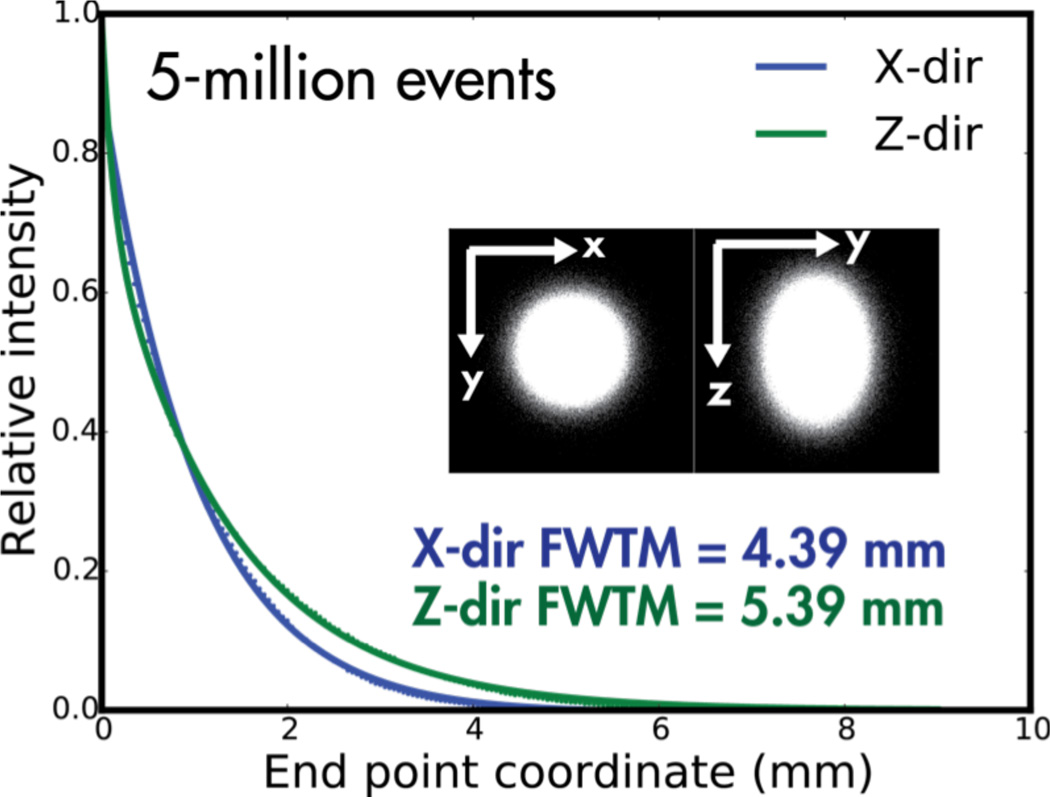 1.0
5-million events
X-dir
Z-dir
0.8
Relative intensity
x
y
y
z
0.6
0.4
X-dir FWTM = 4.39 mm
0.2
Z-dir FWTM = 5.39 mm
0.0
0 2 4 6 8 10
End point coordinate (mm)